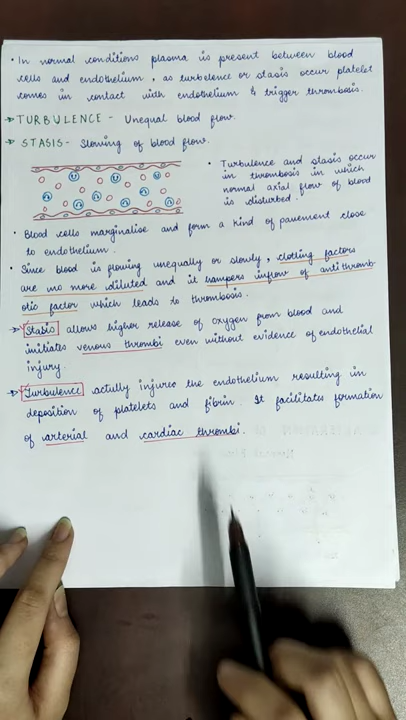 • In normal conditions plasma is present between blood
cells and endothelium, as turbelence or stasis occur platelet
comes in contact with endothelium & trigger thrombosis.
→ TURBULENCE - Unequal blood flow.
→ STASIS - Slowing of blood flow.
• Turbulence and stasis occur
in thrombosis in which
normal axial flow of blood
is disturbed.
• Blood cells marginalise and form a kind of pavement close
to endothelium.
• Since blood is flowing unequally or slowly, clotting factors
are no more diluted and it hampers inflow of antithromb
otic factor which leads to thrombosis.
→ Stasis allows higher release of oxygen from blood and
initiates venous thrombi even without evidence of endothelial
injury.
→ Turbulence actully injures the endothelium resulting in
deposition of platelets and fibrin. It facilitates formation
of arterial and cardiac thrombi.